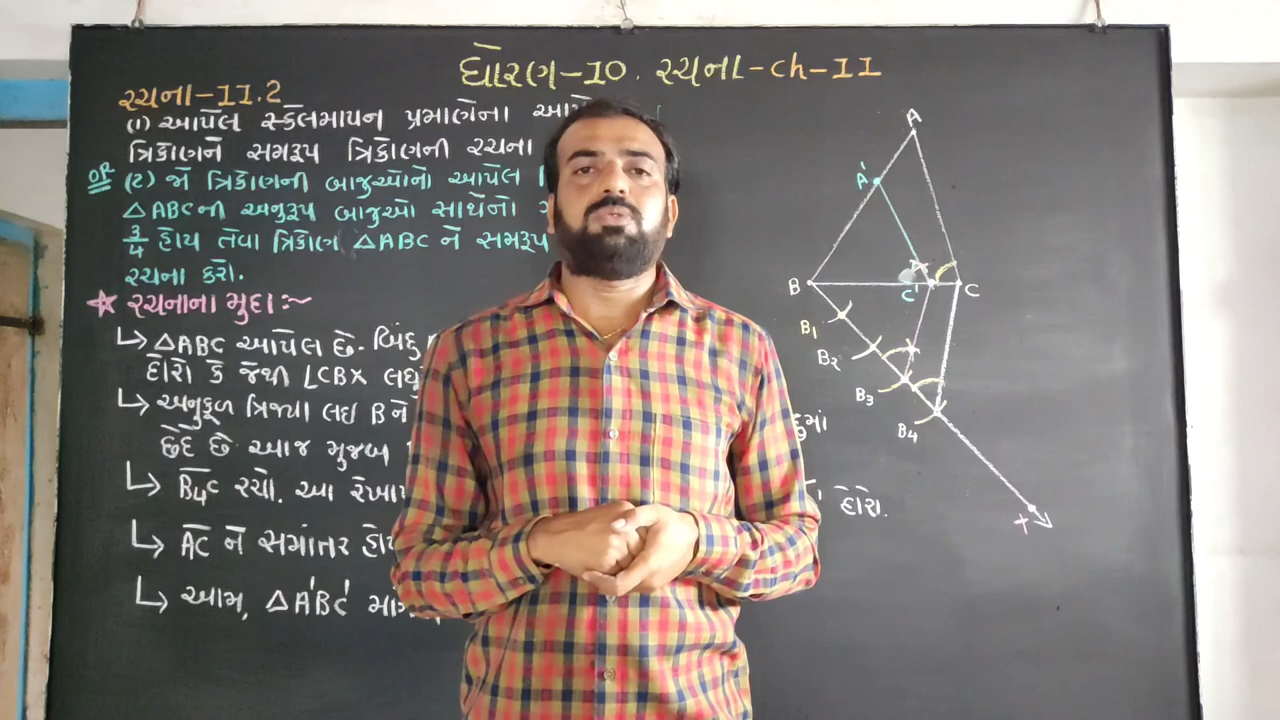 ધોરણ-10. રચના-ch-11
રચના-11.2
(1) આપેલ સ્કેલમાપન પ્રમાણેના
ત્રિકોણને સમરૂપ ત્રિકોણની રચના
OR (2) જો ત્રિકોણની બાજુઓનો આપેલ
△ABCની અનુરૂપ બાજુઓ સાથેનો
3/4 હોય તેવા ત્રિકોણ △ABC ને સમરૂપ
રચના કરો.
★ રચનાના મુદ્દા:~
↳ △ABC આપેલ છે. બિંદુ
દોરો કે જેથી ∠CBX
↳ અનુકૂળ ત્રિજ્યા લઇ B ને
દુમાં
છેદે છે. આજ મુજબ
↳ B4C રચો. આ
દોરો.
↳ AC ને સમાંતર
↳ આમ, △A'BC'
A
A'
B
C'
C
B1
B2
B3
B4